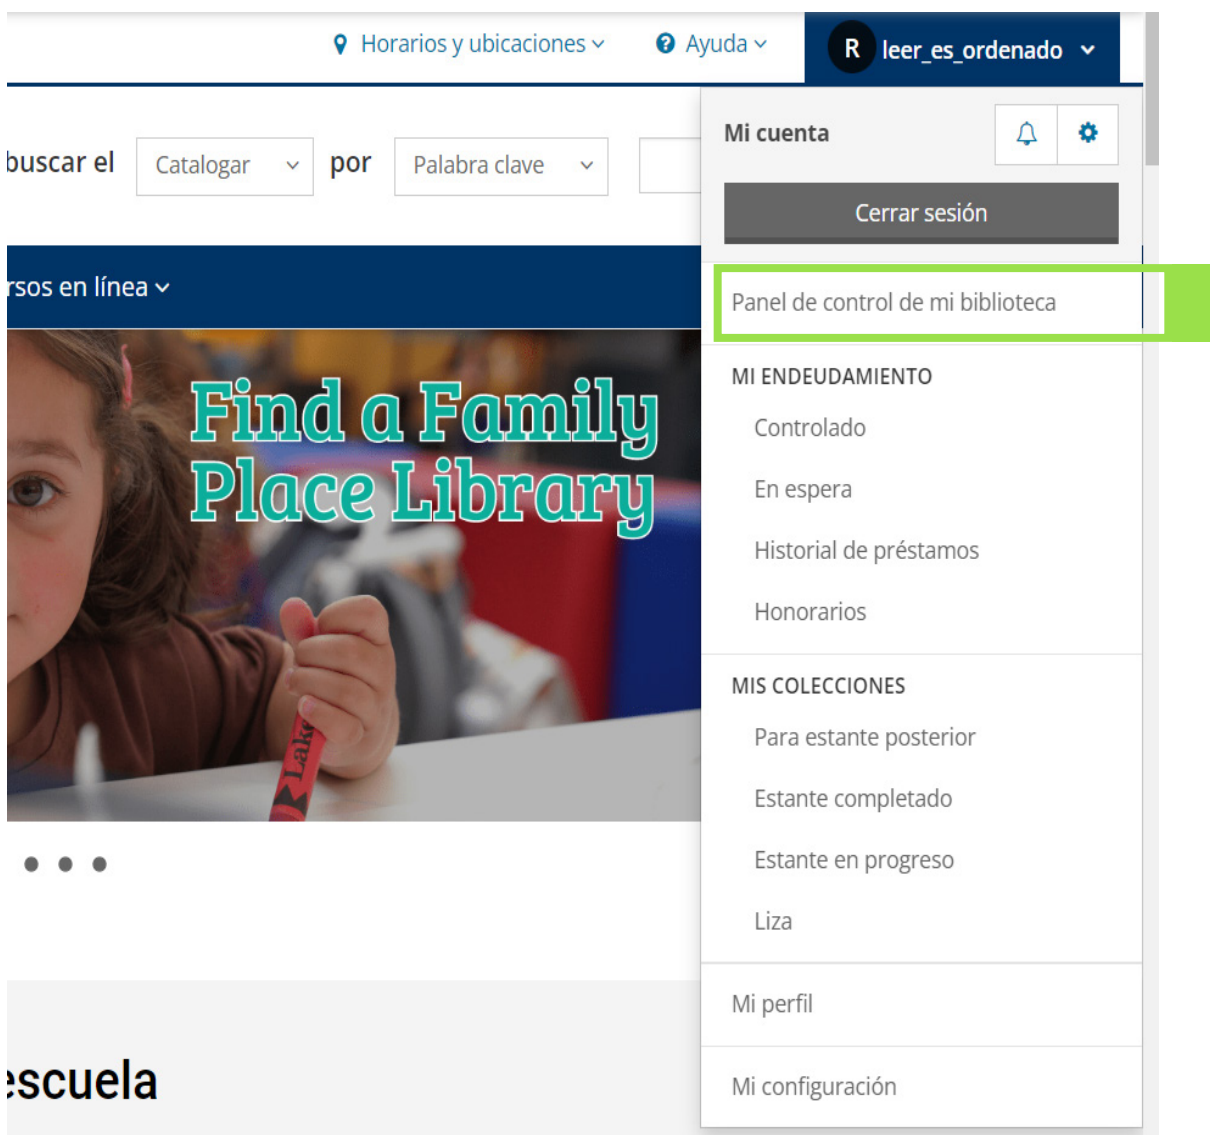 Horarios y ubicaciones
Ayuda
R leer_es_ordenado
buscar el Catalogar por Palabra clave
Mi cuenta
Cerrar sesión
rsos en línea
Panel de control de mi biblioteca
Find a Family
Place Library
Lake
MI ENDEUDAMIENTO
Controlado
En espera
Historial de préstamos
Honorarios
MIS COLECCIONES
Para estante posterior
Estante completado
Estante en progreso
Liza
Mi perfil
Mi configuración
escuela